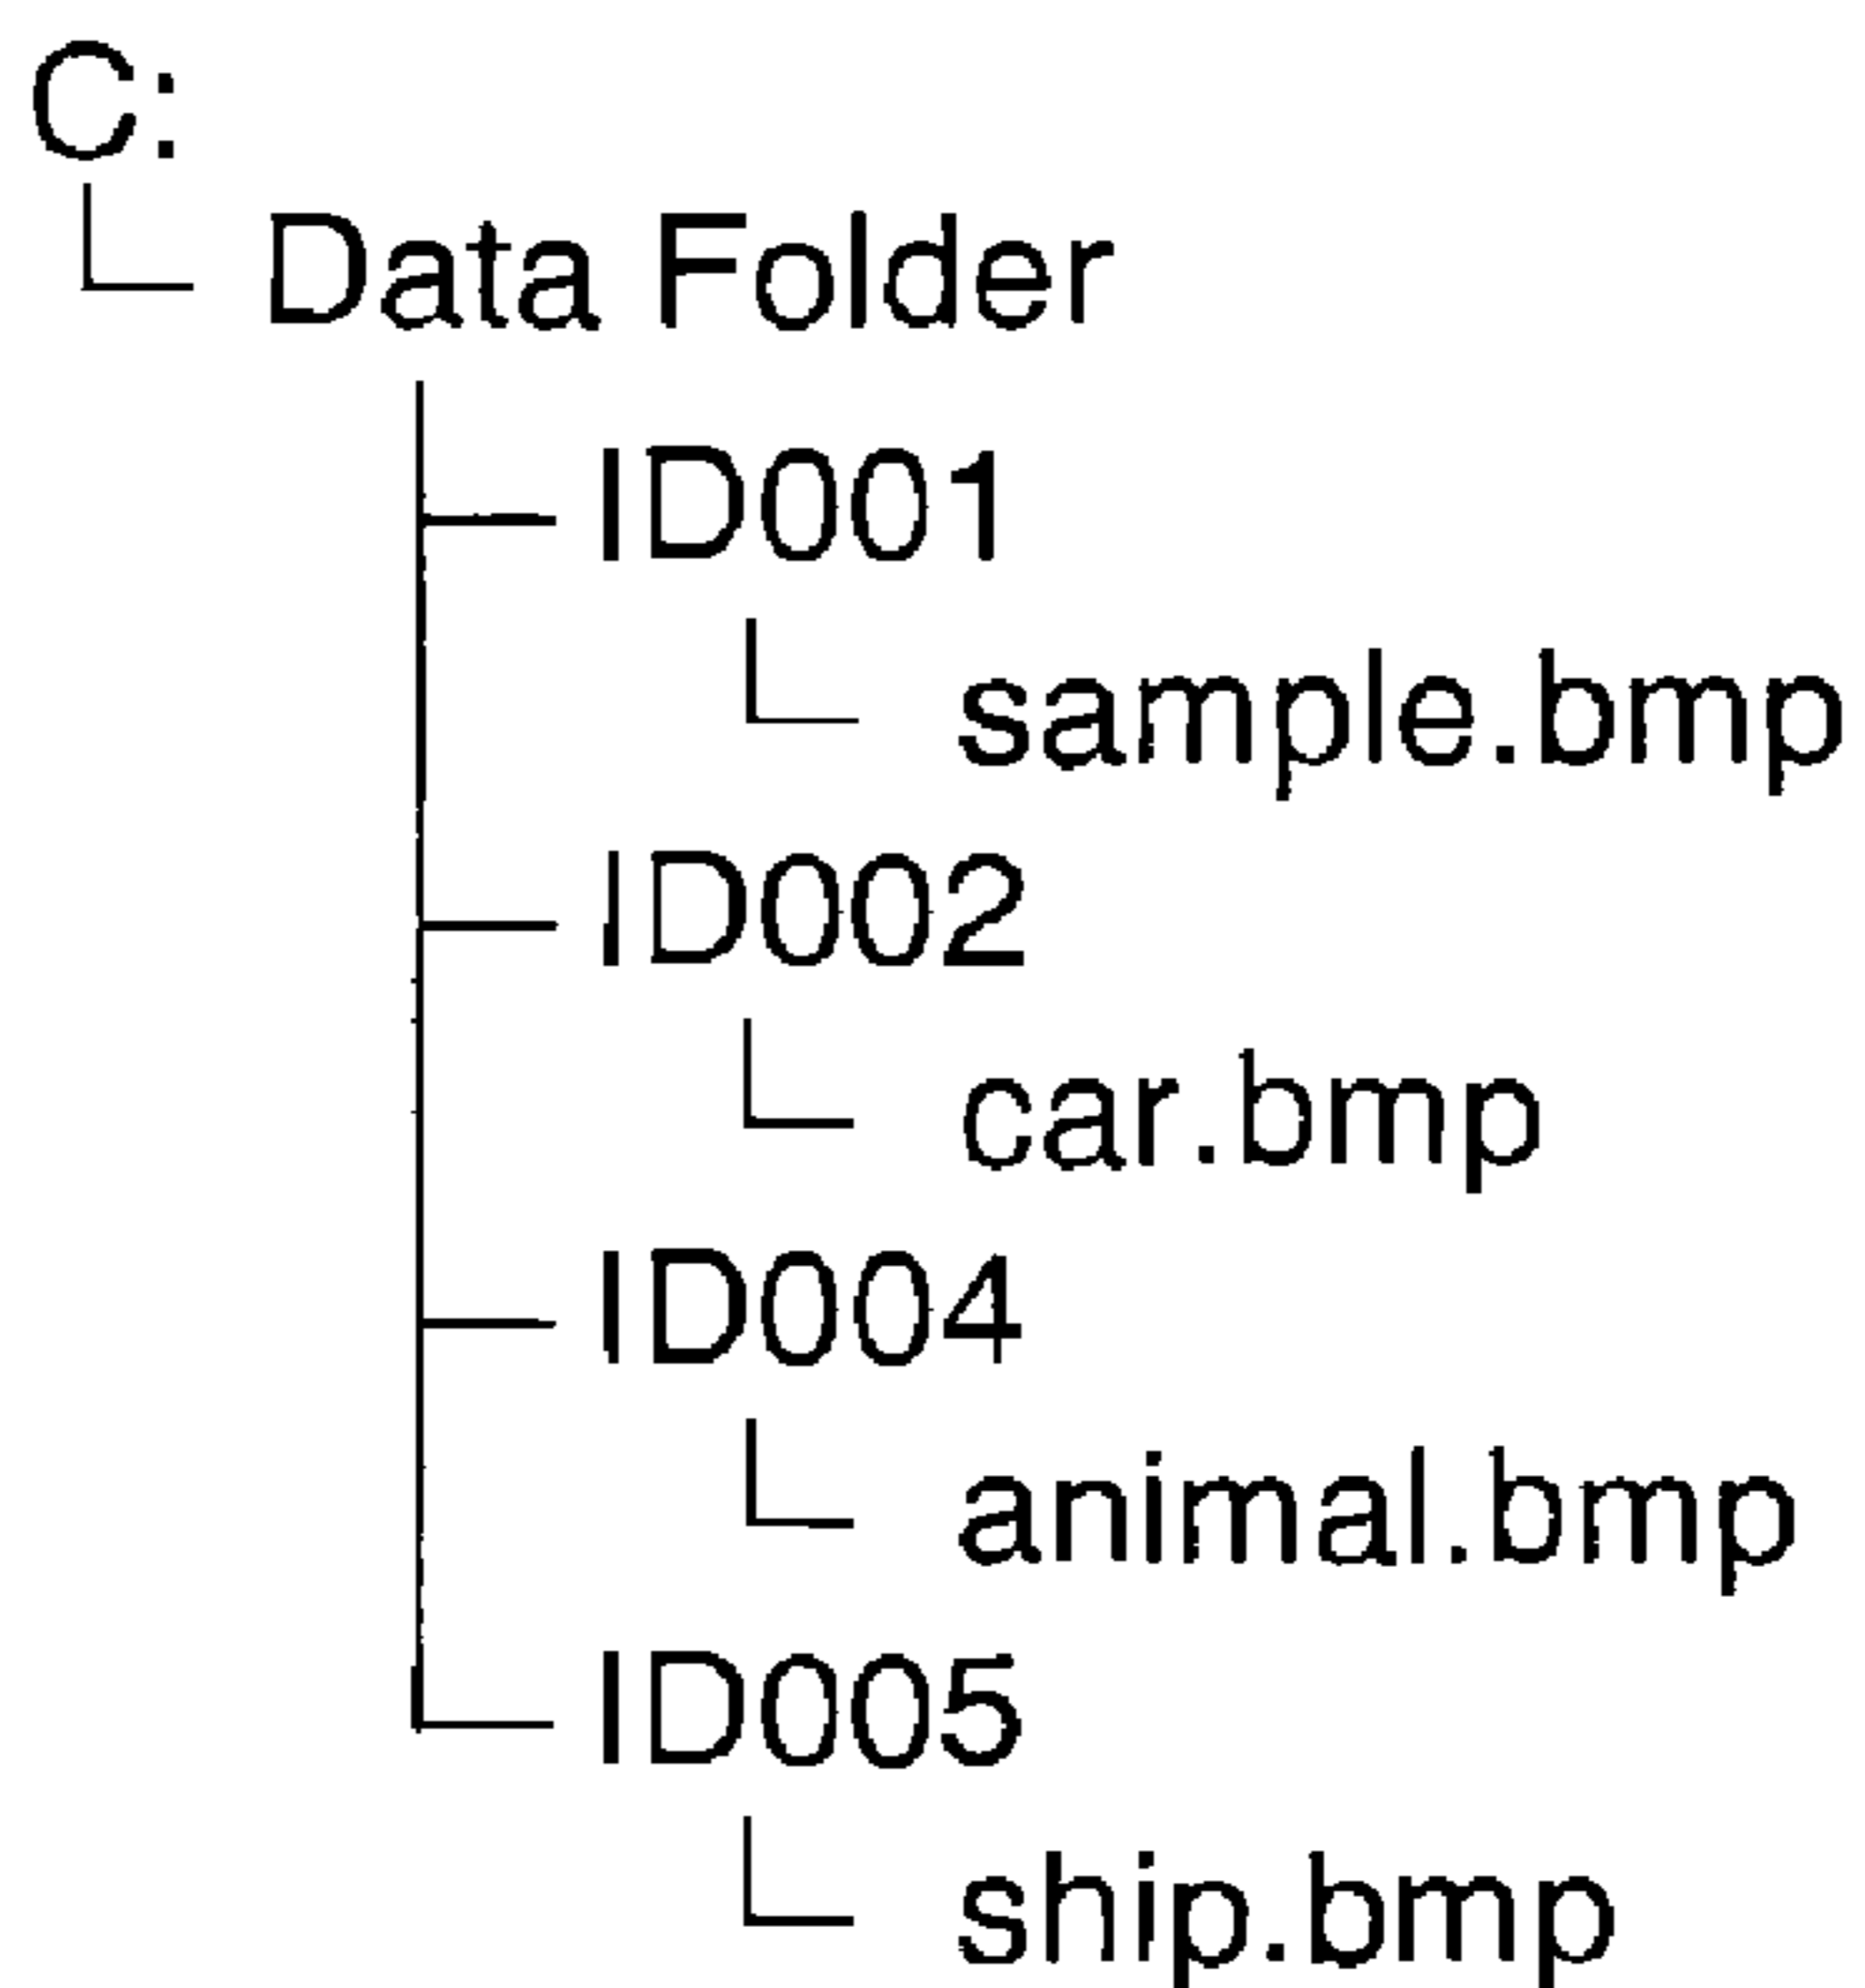 C:
Data Folder
ID001
sample.bmp
ID002
car.bmp
ID004
animal.bmp
ID005
ship.bmp